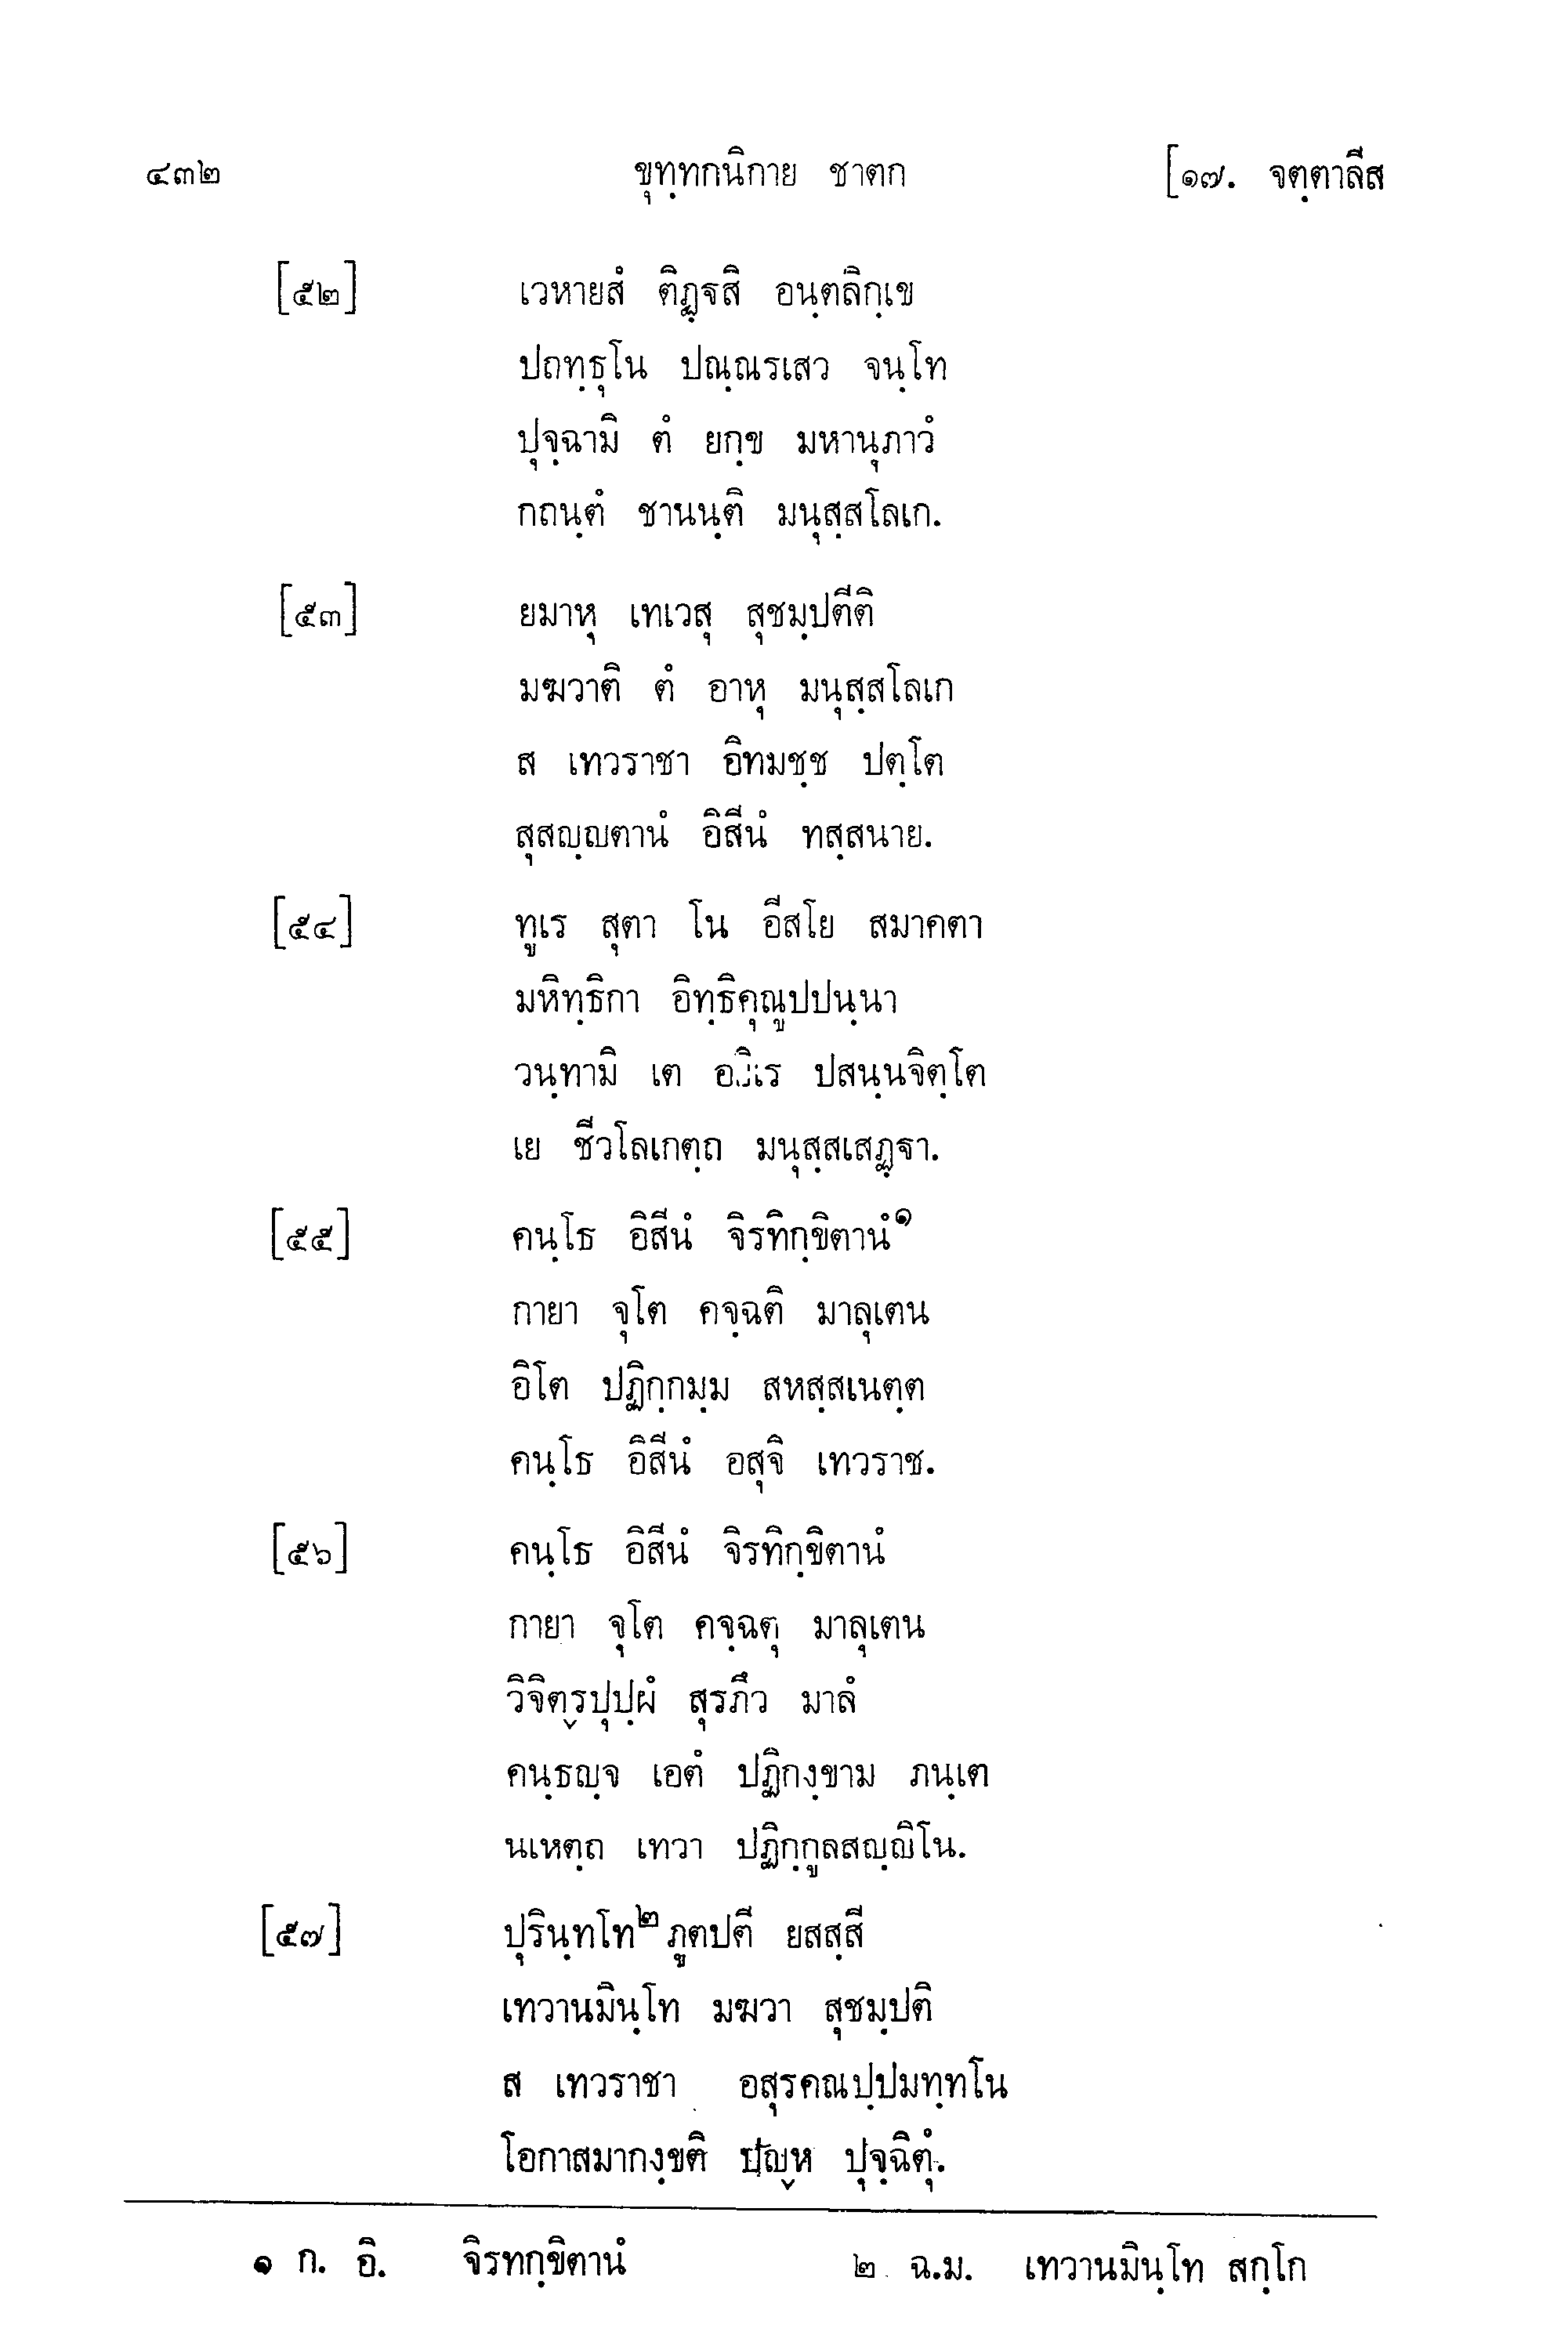 ๔๓๒ ขุทฺทกนิกาย ชาตก [๑๗. จตฺตาลีส
[๕๒] เวหายสํ ติฏฺฐสิ อนฺตลิกฺเข
ปถทฺธุโน ปณฺณรเสว จนฺโท
ปุจฺฉามิ ตํ ยกฺข มหานุภาวํ
กถนฺตํ ชานนฺติ มนุสฺสโลเก.
[๕๓] ยมาหุ เทเวสุ สุชมฺปตีติ
มฆวาติ ตํ อาหุ มนุสฺสโลเก
ส เทวราชา อิทมชฺช ปตฺโต
สุสญฺญตานํ อิสีนํ ทสฺสนาย.
[๕๔] ทูเร สุตา โน อีสโย สมาคตา
มหิทฺธิกา อิทฺธิคุณูปปนฺนา
วนฺทามิ เต ปสนฺนจิตฺโต
เย ชีวโลเกตฺถ มนุสฺสเสฏฺฐา.
[๕๕] คนฺโธ อิสีนํ จิรทิกฺขิตานํ๑
กายา จุโต คจฺฉติ มาลุเตน
อิโต ปฏิกฺกมฺม สหสฺสเนตฺต
คนฺโธ อิสีนํ อสุจิ เทวราช.
[๕๖] คนฺโธ อิสีนํ จิรทิกฺขิตานํ
กายา จุโต คจฺฉตุ มาลุเตน
วิจิตฺรปุปฺผํ สุรภึว มาลํ
คนฺธญฺจ เอตํ ปฏิกงฺขาม ภนฺเต
นเหตฺถ เทวา ปฏิกฺกูลสญฺญิโน.
[๕๗] ปุรินฺทโท๒ ภูตปตี ยสสฺสี
เทวานมินฺโท มฆวา สุชมฺปติ
ส เทวราชา อสุรคณปฺปมทฺทโน
โอกาสมากงฺขติ ปญฺห ปุจฺฉิตุํ.
๑ ก. อิ. จิรทกฺขิตานํ ๒ ฉ.ม. เทวานมินฺโท สกฺโก